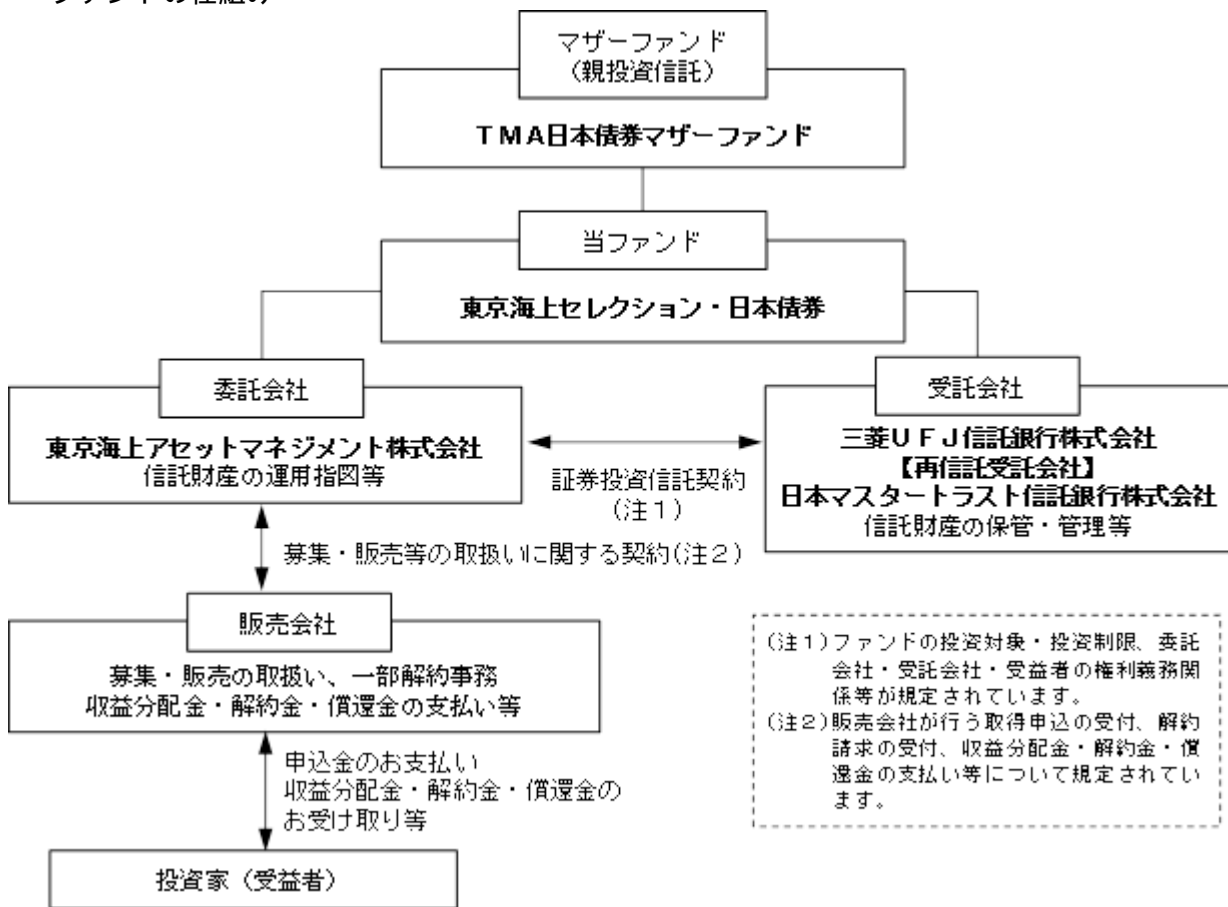 ファンドの仕組み
マザーファンド
(親投資信託)
TMA日本債券マザーファンド
当ファンド
東京海上セレクション・日本債券
委託会社
東京海上アセットマネジメント株式会社
信託財産の運用指図等
受託会社
三菱UFJ信託銀行株式会社
【再信託受託会社】
日本マスタートラスト信託銀行株式会社
信託財産の保管・管理等
証券投資信託契約
(注1)
募集・販売等の取扱いに関する契約(注2)
販売会社
募集・販売の取扱い、一部解約事務
収益分配金・解約金・償還金の支払い等
申込金のお支払い
収益分配金・解約金・償還金の
お受け取り等
投資家(受益者)
(注1)ファンドの投資対象・投資制限、委託
会社・受託会社・受益者の権利義務関
係等が規定されています。
(注2)販売会社が行う取得申込の受付、解約
請求の受付、収益分配金・解約金・償
還金の支払い等について規定されてい
ます。